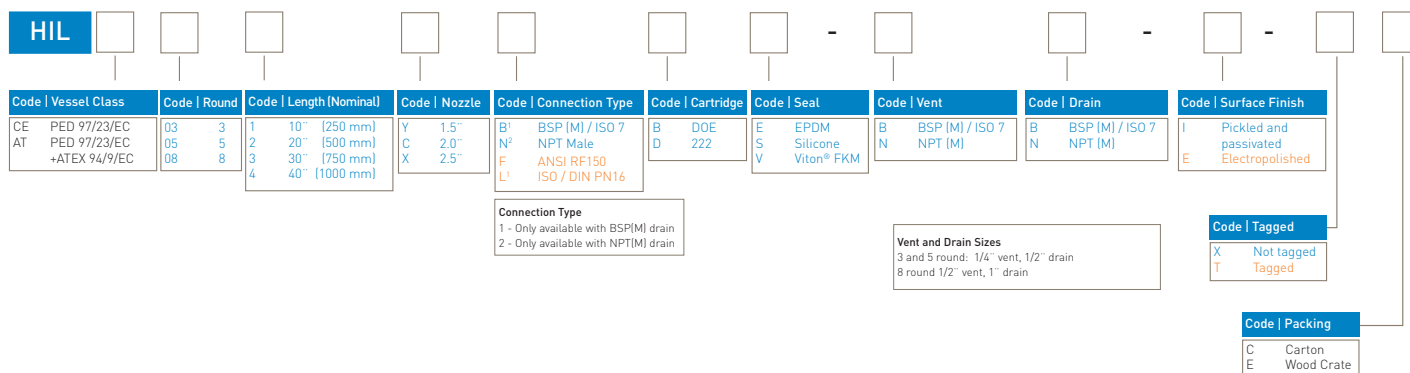 HIL - - -
Code | Vessel Class
CE PED 97/23/EC
AT PED 97/23/EC
+ATEX 94/9/EC
Code | Round
03 3
05 5
08 8
Code | Length (Nominal)
1 10¨ (250 mm)
2 20¨ (500 mm)
3 30¨ (750 mm)
4 40¨ (1000 mm)
Code | Nozzle
Y 1.5¨
C 2.0¨
X 2.5¨
Code | Connection Type
B¹ BSP (M) / ISO 7
N² NPT Male
F ANSI RF150
L¹ ISO / DIN PN16
Connection Type
1 - Only available with BSP(M) drain
2 - Only available with NPT(M) drain
Code | Cartridge
B DOE
D 222
Code | Seal
E EPDM
S Silicone
V Viton® FKM
Code | Vent
B BSP (M) / ISO 7
N NPT (M)
Code | Drain
B BSP (M) / ISO 7
N NPT (M)
Vent and Drain Sizes
3 and 5 round: 1/4¨ vent, 1/2¨ drain
8 round 1/2¨ vent, 1¨ drain
Code | Surface Finish
I Pickled and
passivated
E Electropolished
Code | Tagged
X Not tagged
T Tagged
Code | Packing
C Carton
E Wood Crate